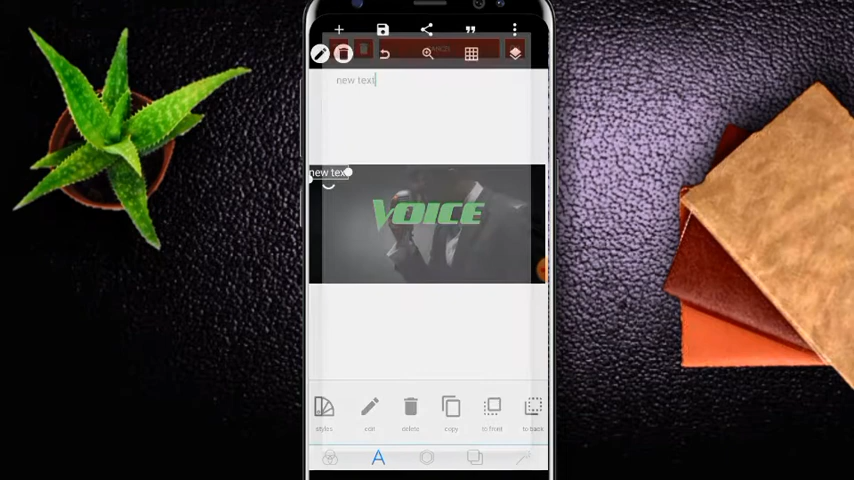 new text
new text
VOICE
styles
edit
delete
copy
to front
to back